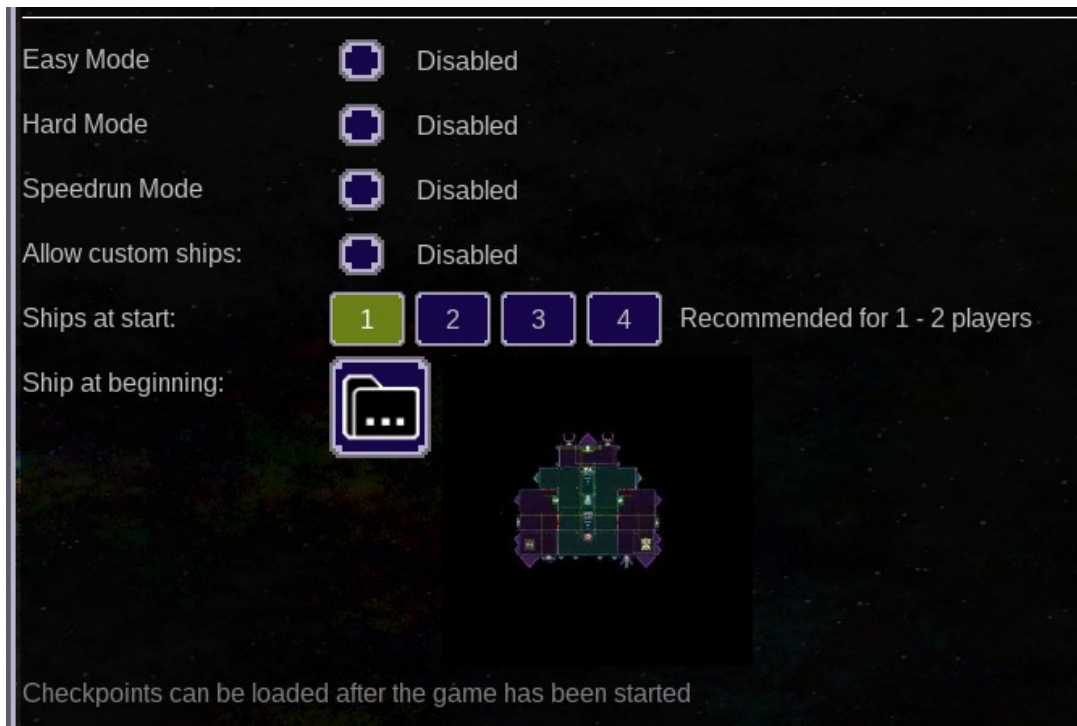 Easy Mode Disabled
Hard Mode Disabled
Speedrun Mode Disabled
Allow custom ships: Disabled
Ships at start: 1 2 3 4 Recommended for 1 - 2 players
Ship at beginning: ...
Checkpoints can be loaded after the game has been started